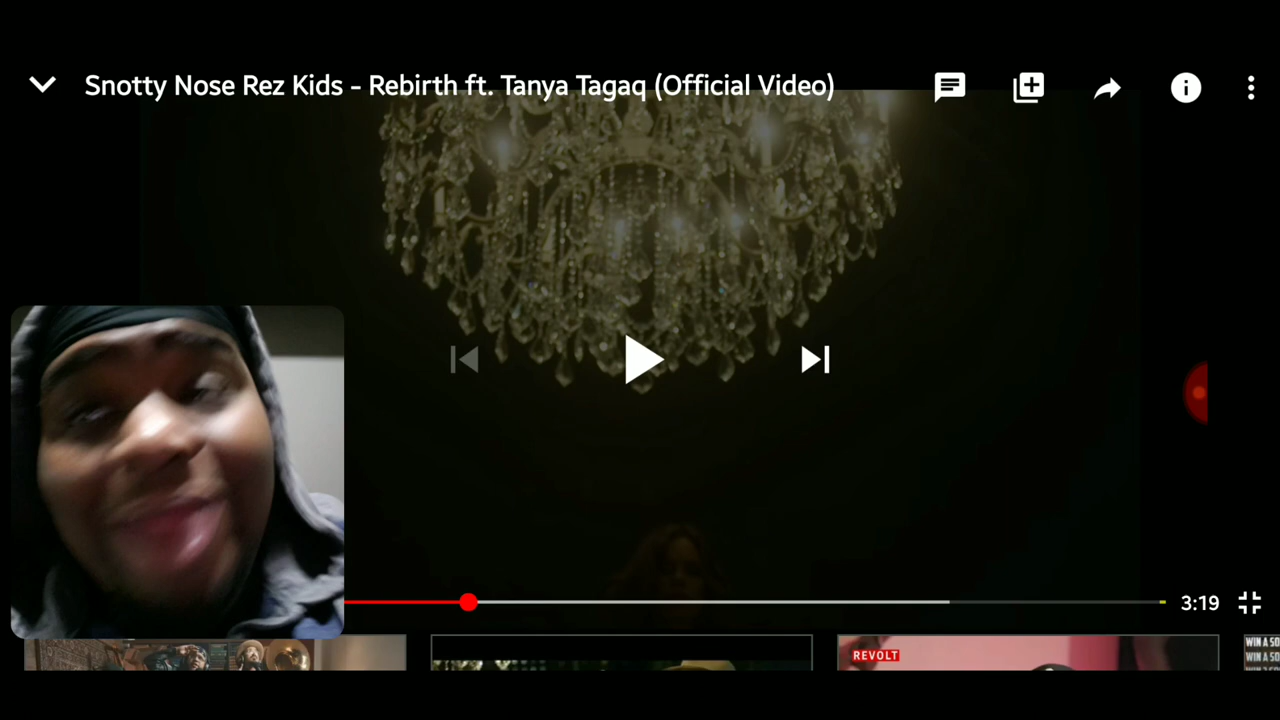 Snotty Nose Rez Kids - Rebirth ft. Tanya Tagaq (Official Video)
3:19
REVOLT
WIN A SO
WIN A SO